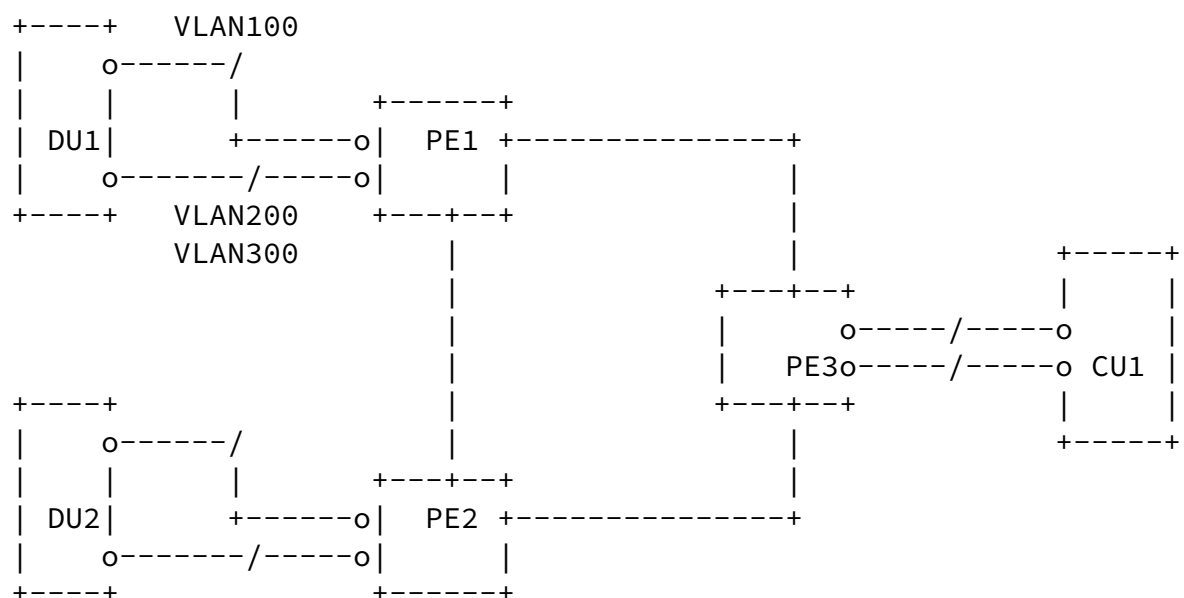 VLAN100
DU1 PE1
VLAN200
VLAN300
PE3 CU1
DU2 PE2